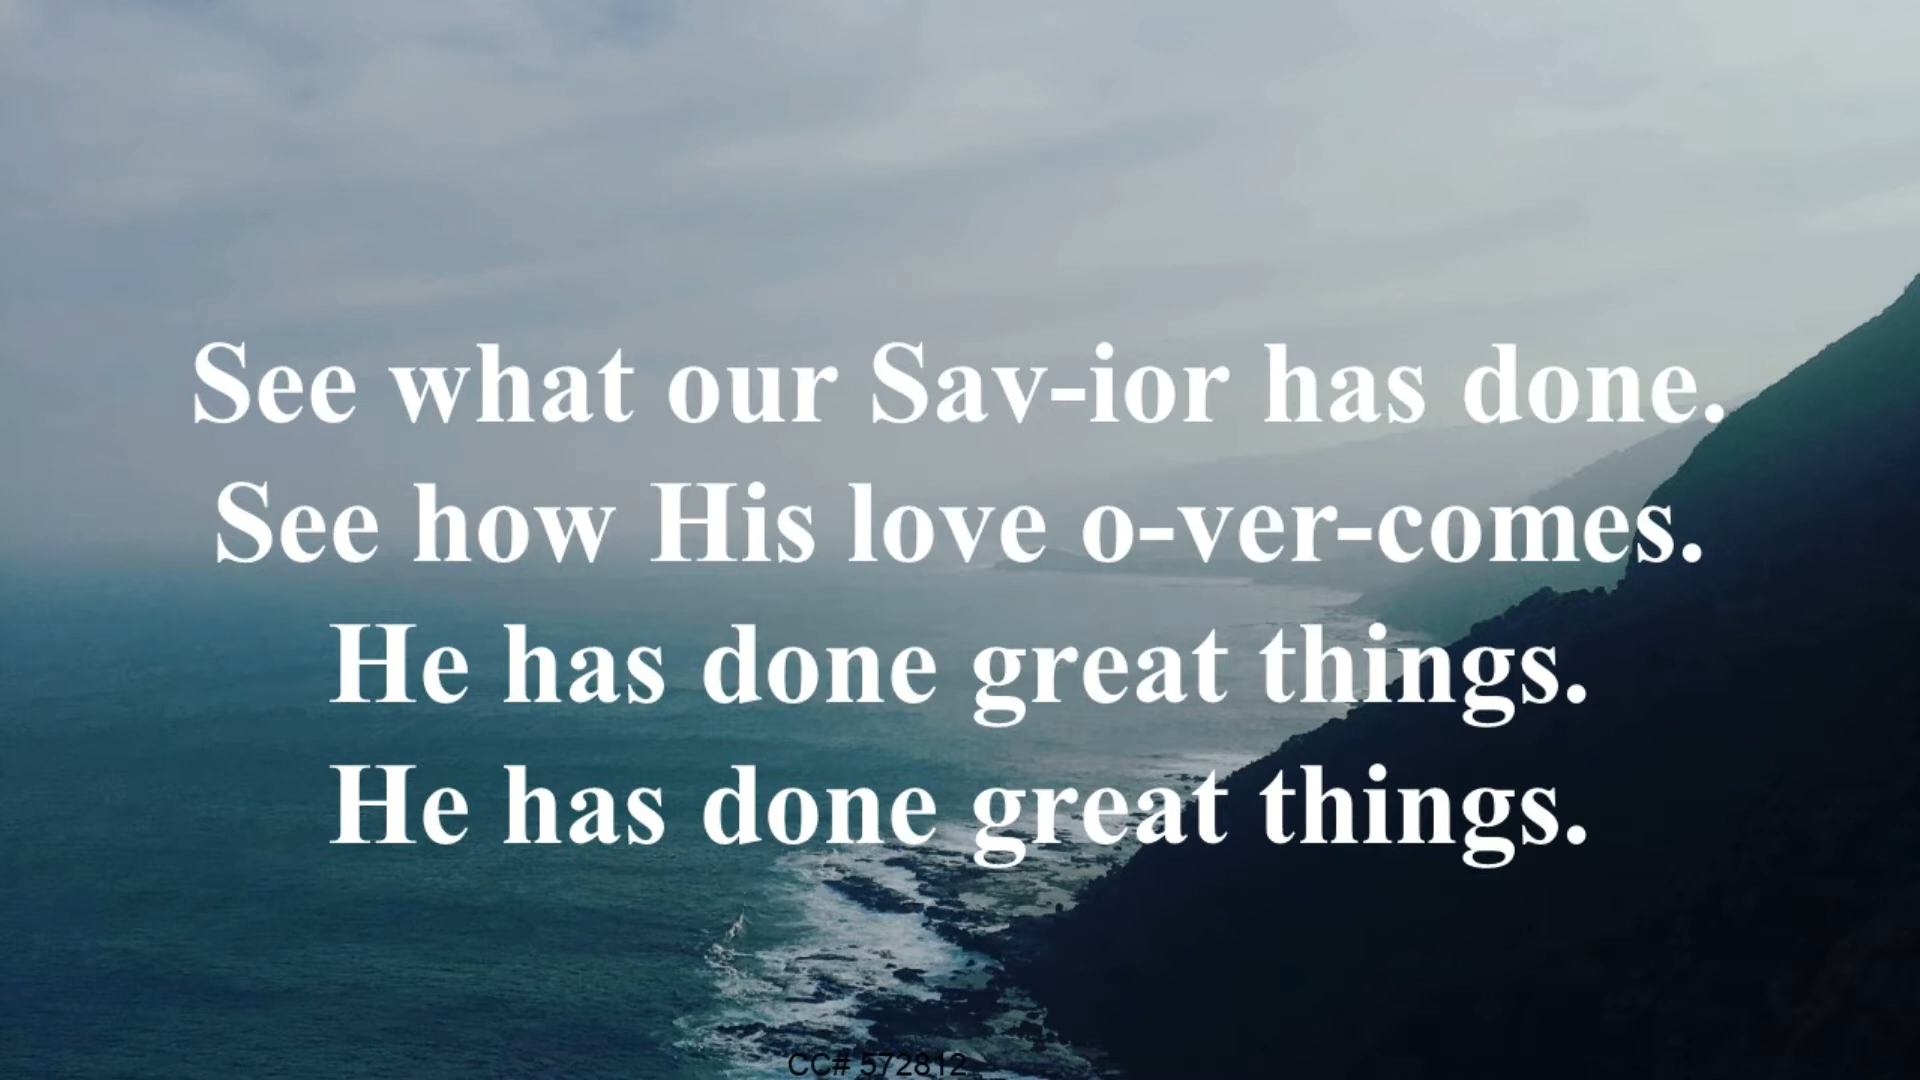 See what our Sav-ior has done.
See how His love o-ver-comes.
He has done great things.
He has done great things.
CC# 572812